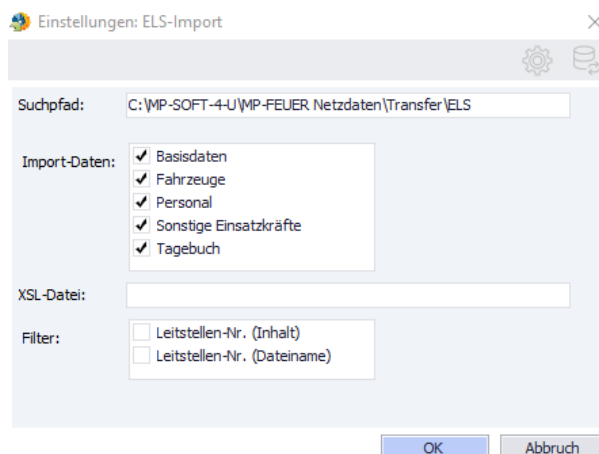 Einstellungen: ELS-Import
Suchpfad: C:\MP-SOFT-4-U\MP-FEUER Netzdaten\Transfer\ELS
Import-Daten:
Basisdaten
Fahrzeuge
Personal
Sonstige Einsatzkräfte
Tagebuch
XSL-Datei:
Filter:
Leitstellen-Nr. (Inhalt)
Leitstellen-Nr. (Dateiname)
OK Abbruch